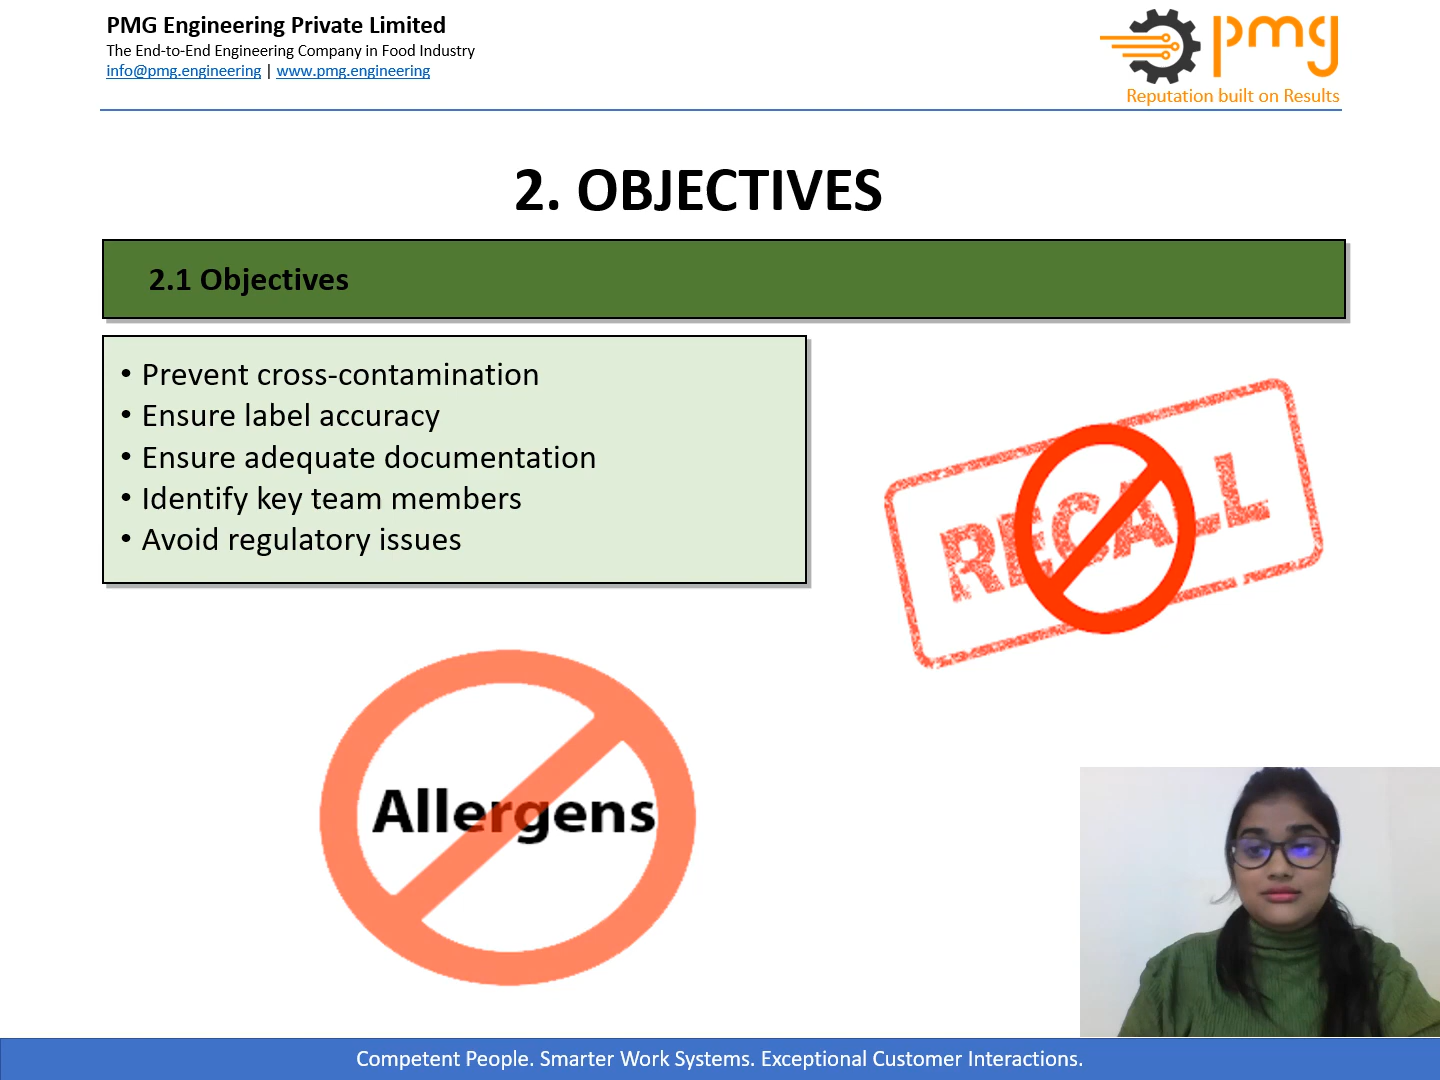 PMG Engineering Private Limited
The End-to-End Engineering Company in Food Industry
info@pmg.engineering | www.pmg.engineering
pmg
Reputation built on Results
2. OBJECTIVES
2.1 Objectives
• Prevent cross-contamination
• Ensure label accuracy
• Ensure adequate documentation
• Identify key team members
• Avoid regulatory issues
RECALL
Allergens
Competent People. Smarter Work Systems. Exceptional Customer Interactions.